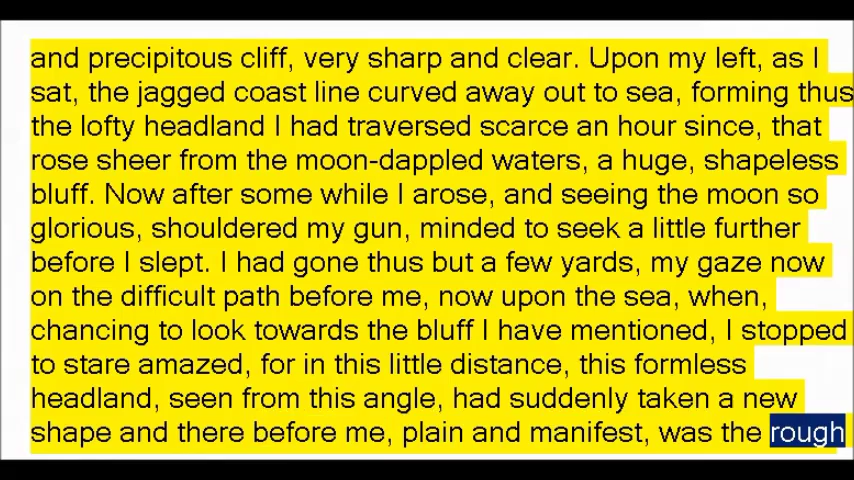 and precipitous cliff, very sharp and clear. Upon my left, as I
sat, the jagged coast line curved away out to sea, forming thus
the lofty headland I had traversed scarce an hour since, that
rose sheer from the moon-dappled waters, a huge, shapeless
bluff. Now after some while I arose, and seeing the moon so
glorious, shouldered my gun, minded to seek a little further
before I slept. I had gone thus but a few yards, my gaze now
on the difficult path before me, now upon the sea, when,
chancing to look towards the bluff I have mentioned, I stopped
to stare amazed, for in this little distance, this formless
headland, seen from this angle, had suddenly taken a new
shape and there before me, plain and manifest, was the rough